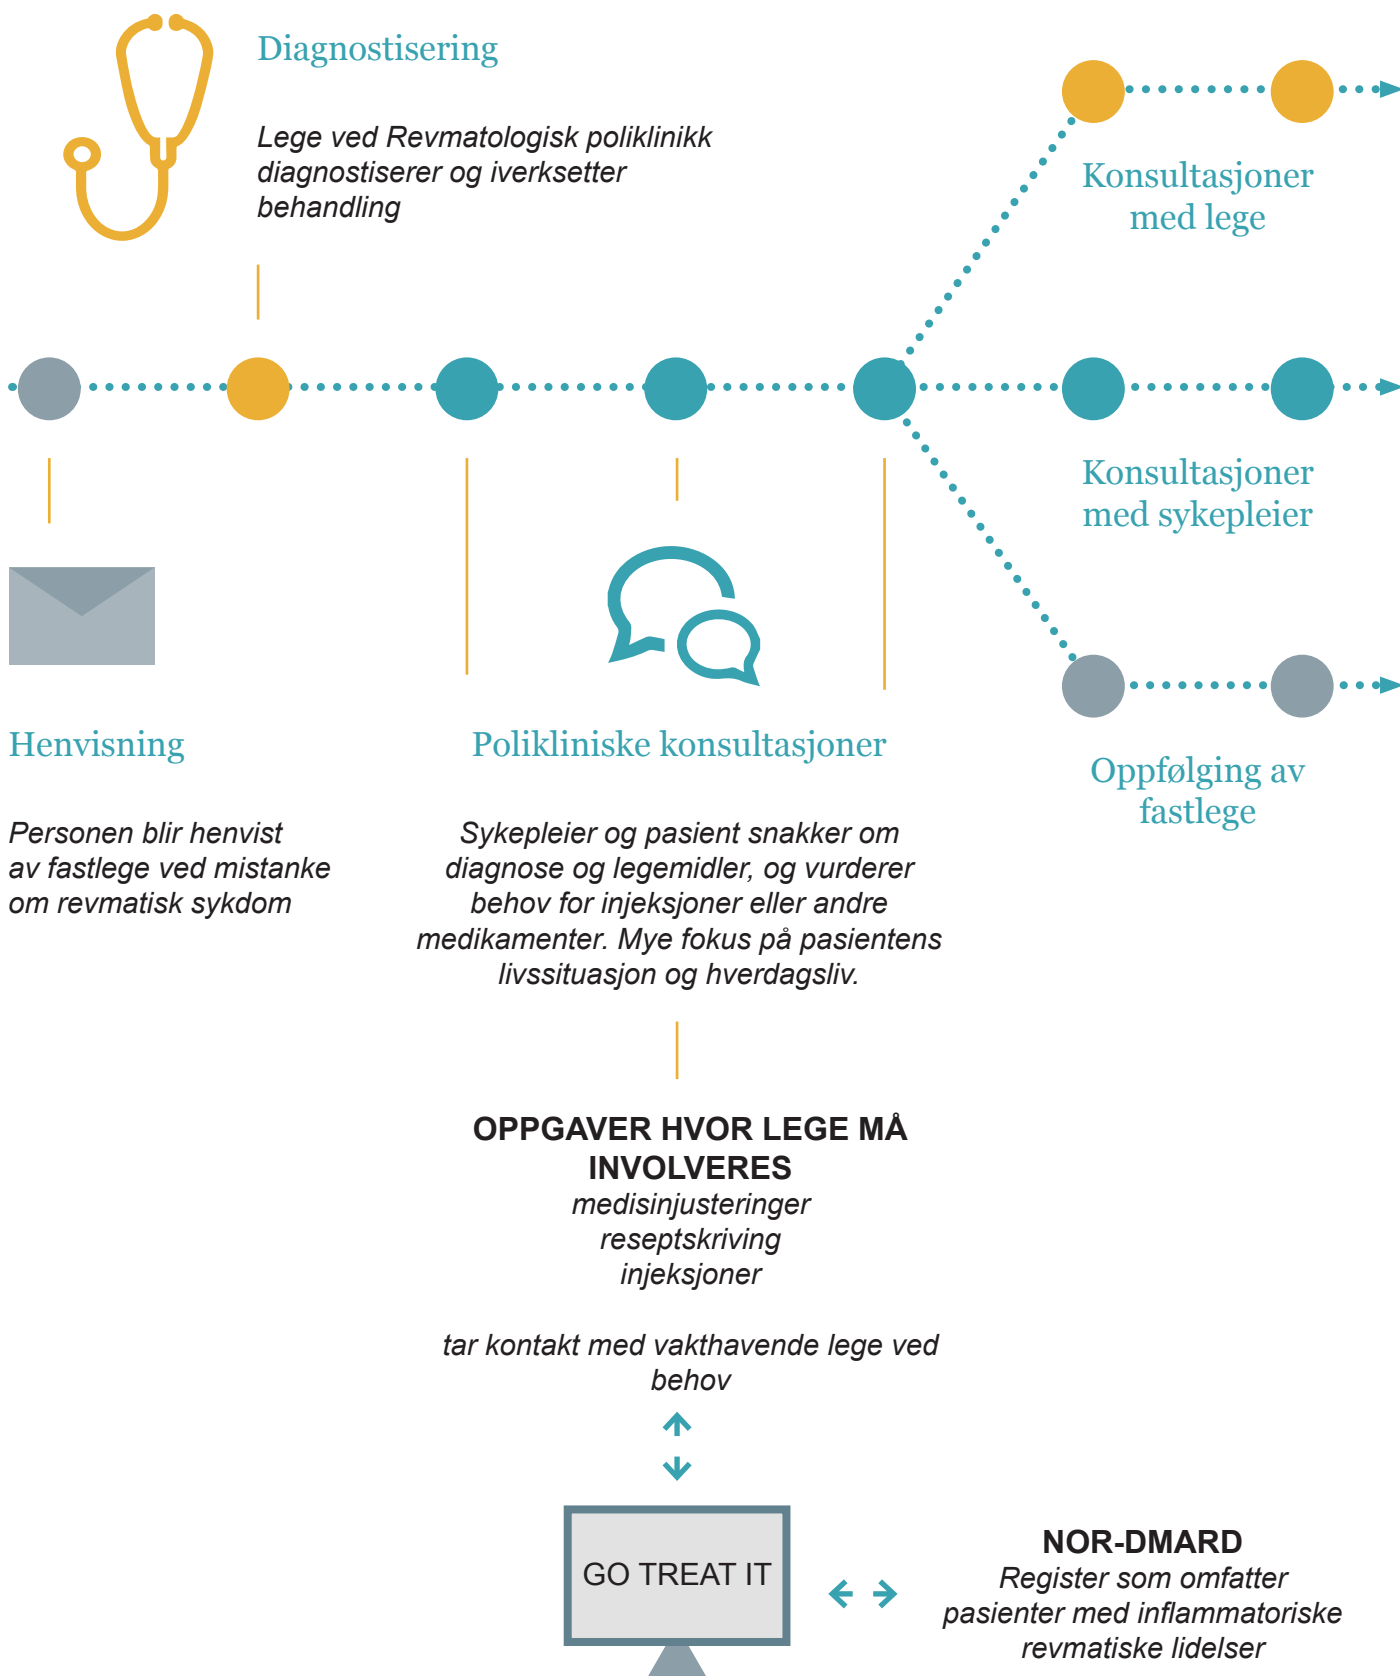 Diagnostisering
Lege ved Revmatologisk poliklinikk
diagnostiserer og iverksetter
behandling
Konsultasjoner
med lege
Konsultasjoner
med sykepleier
Oppfølging av
fastlege
Henvisning
Personen blir henvist
av fastlege ved mistanke
om revmatisk sykdom
Polikliniske konsultasjoner
Sykepleier og pasient snakker om
diagnose og legemidler, og vurderer
behov for injeksjoner eller andre
medikamenter. Mye fokus på pasientens
livssituasjon og hverdagsliv.
OPPGAVER HVOR LEGE MÅ
INVOLVERES
medisinjusteringer
reseptskriving
injeksjoner
tar kontakt med vakthavende lege ved
behov
GO TREAT IT
NOR-DMARD
Register som omfatter
pasienter med inflammatoriske
revmatiske lidelser